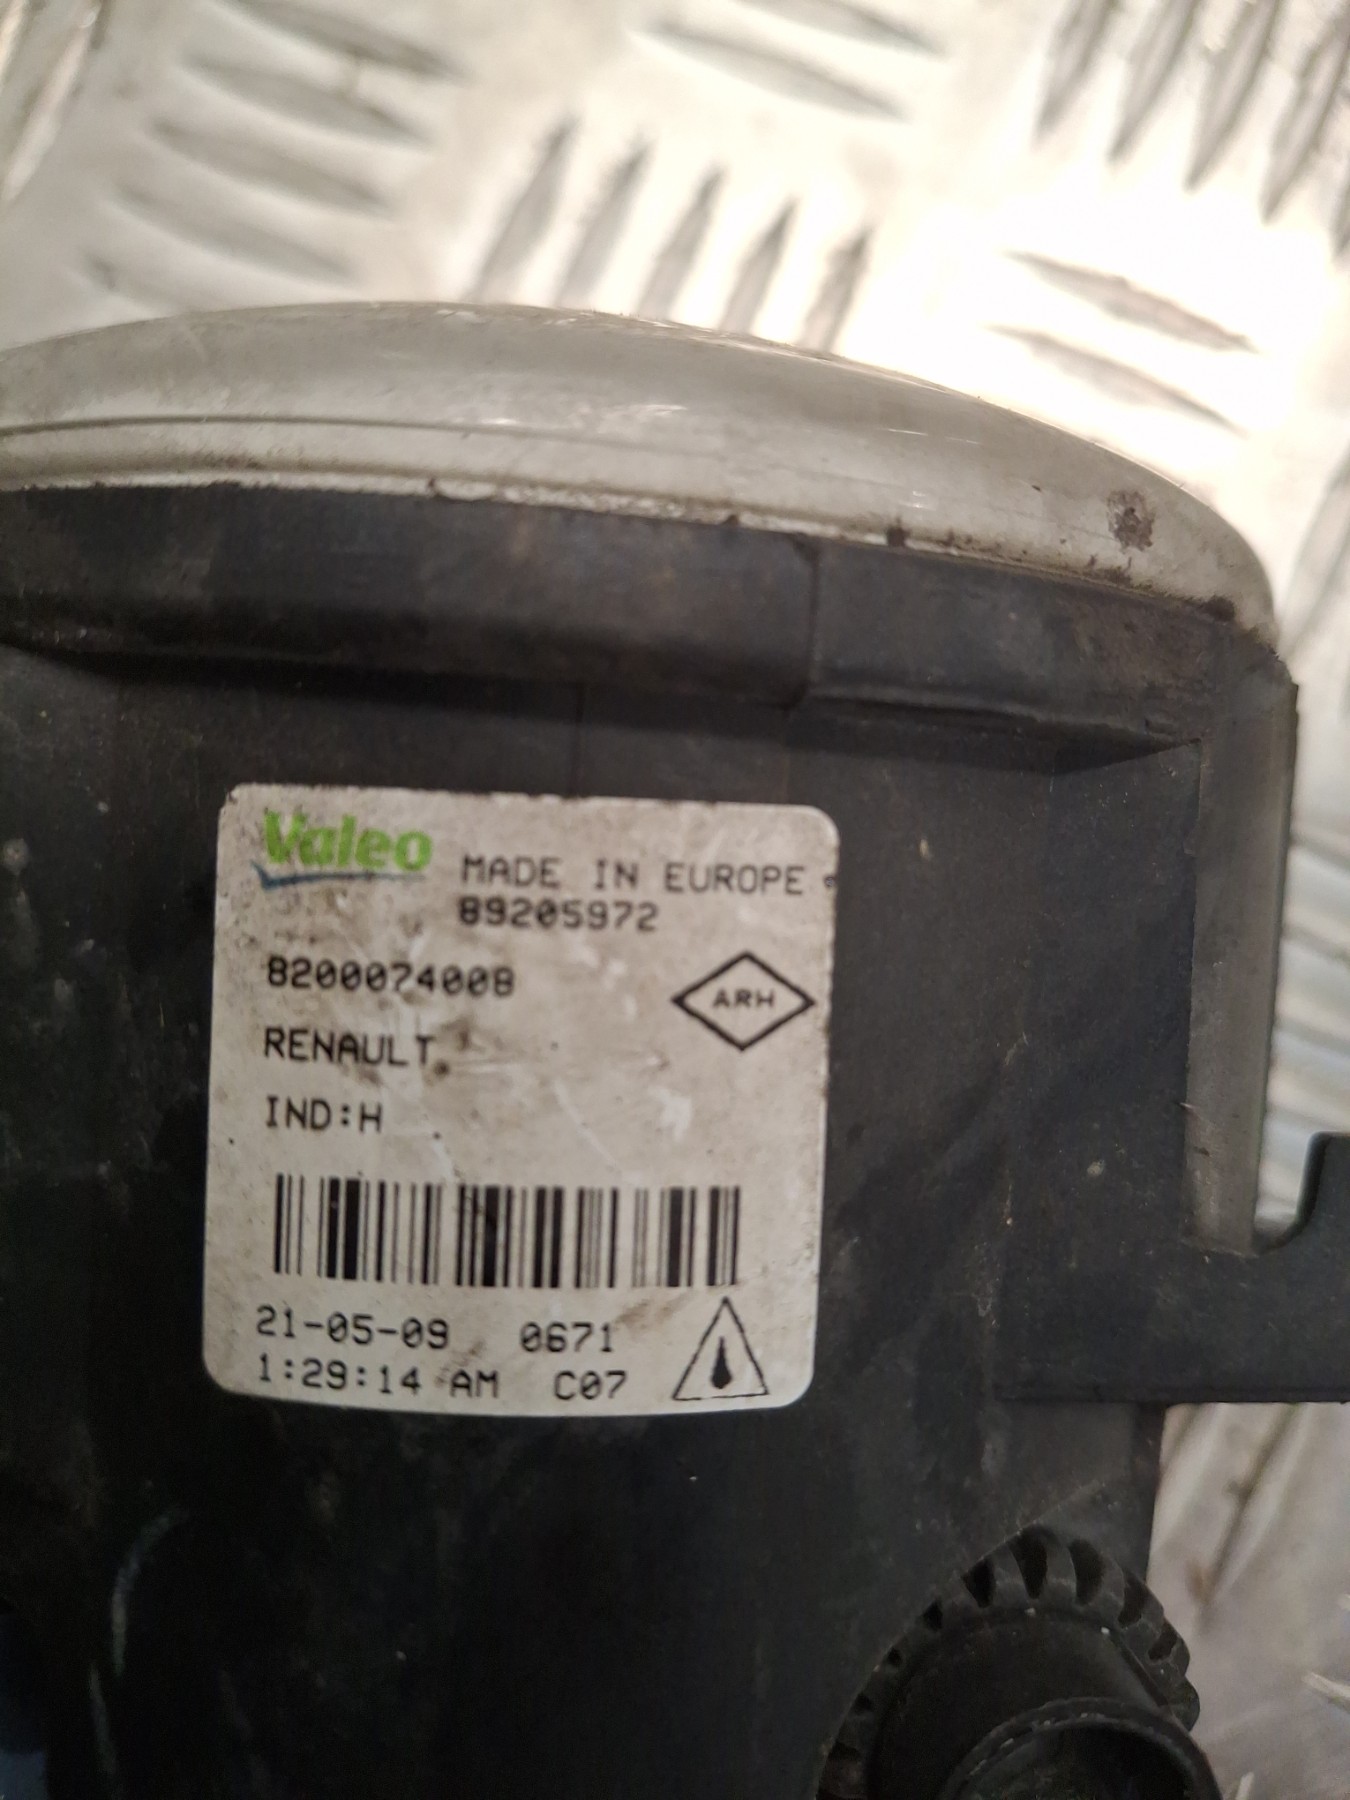 Valeo MADE IN EUROPE
89205972
8200074008
ARH
RENAULT
IND:H
21-05-09 0671
1:29:14 AM C07